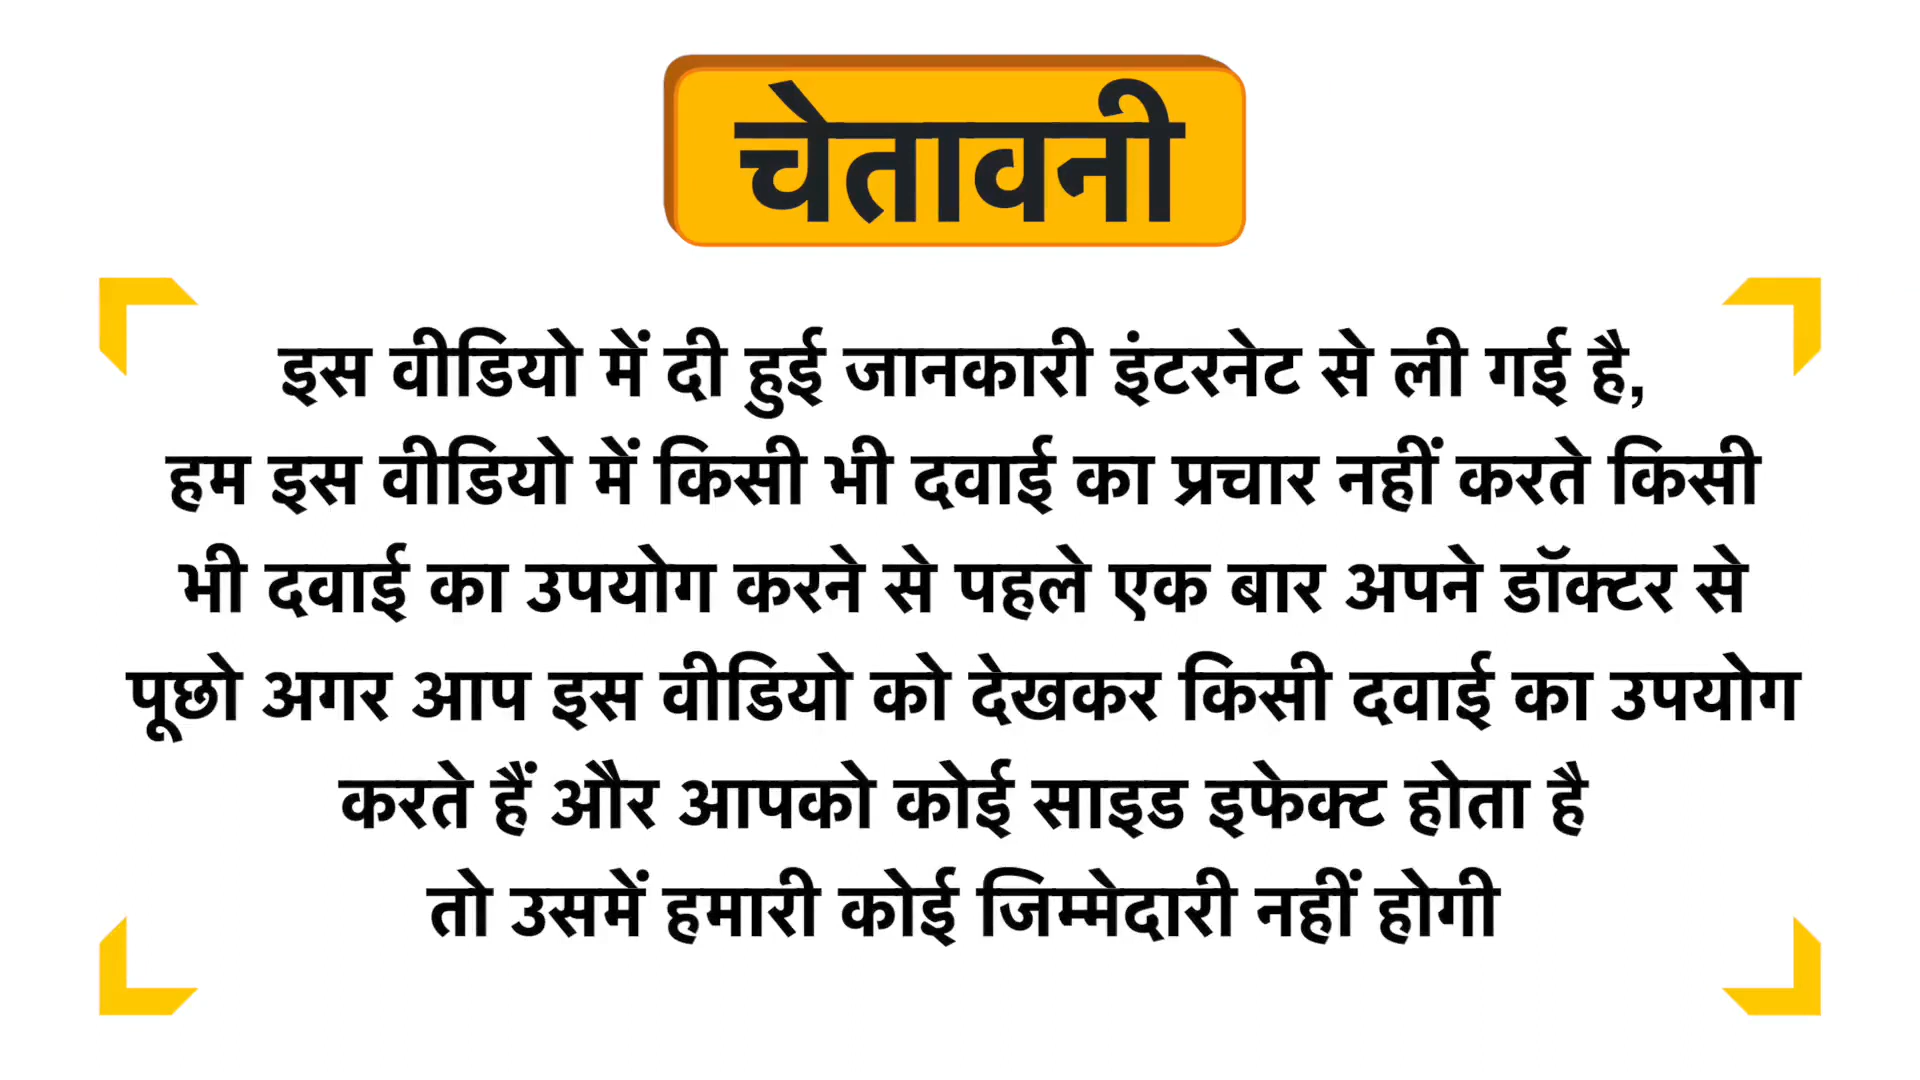 चेतावनी
इस वीडियो में दी हुई जानकारी इंटरनेट से ली गई है,
हम इस वीडियो में किसी भी दवाई का प्रचार नहीं करते किसी
भी दवाई का उपयोग करने से पहले एक बार अपने डॉक्टर से
पूछो अगर आप इस वीडियो को देखकर किसी दवाई का उपयोग
करते हैं और आपको कोई साइड इफेक्ट होता है
तो उसमें हमारी कोई जिम्मेदारी नहीं होगी